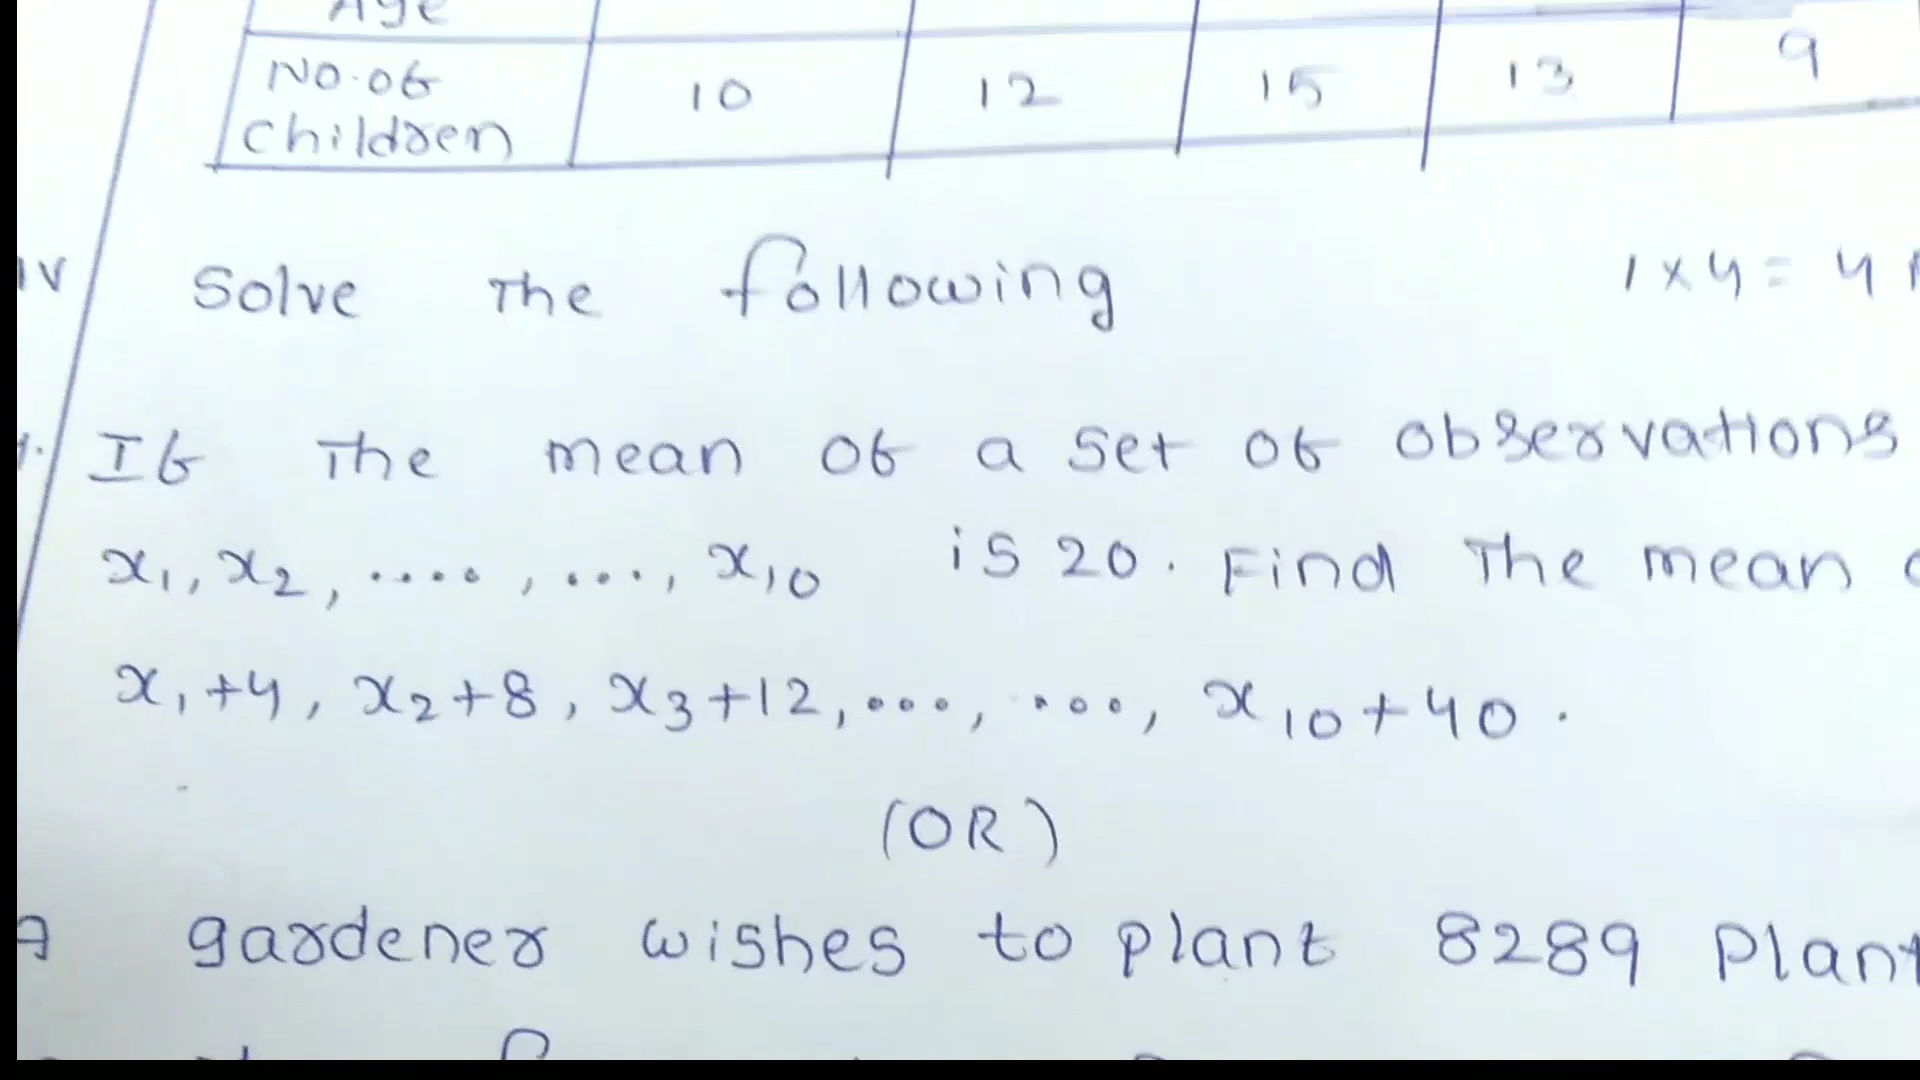 Age
No. of Children 10 12 15 13 9
IV Solve The following 1 x 4 = 4
1. If The mean of a set of observations
x₁, x₂, ...., ..., x₁₀ is 20. Find The mean
x₁+4, x₂+8, x₃+12, ..., ..., x₁₀+40.
(OR)
A gardener wishes to plant 8289 Plant